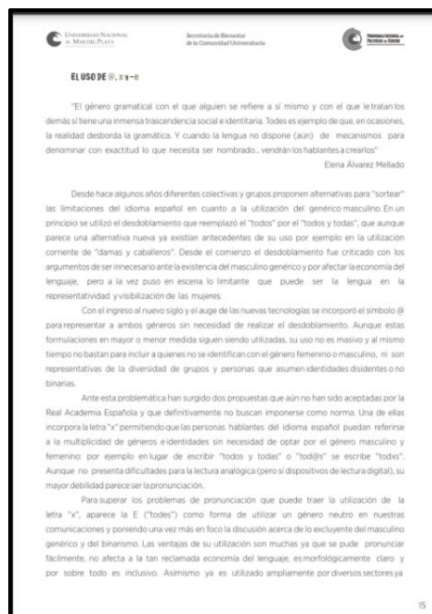 UNIVERSIDAD NACIONAL
DE MAR DEL PLATA
Secretaría de Bienestar
de la Comunidad Universitaria
EL USO DE @, x y -e
"El género gramatical con el que alguien se refiere a sí mismo y con el que le tratan los
demás sí tiene una inmensa trascendencia social e identitaria. Todes es ejemplo de que, en ocasiones,
la realidad desborda la gramática. Y cuando la lengua no dispone (aún) de mecanismos para
denominar con exactitud lo que necesita ser nombrado... vendrán los hablantes a crearlos"
Elena Álvarez Mellado
Desde hace algunos años diferentes colectivas y grupos proponen alternativas para "sortear"
las limitaciones del idioma español en cuanto a la utilización del genérico masculino. En un
principio se utilizó el desdoblamiento que reemplazó el "todos" por el "todos y todas", que aunque
parece una alternativa nueva ya existían antecedentes de su uso por ejemplo en la utilización
corriente de "damas y caballeros". Desde el comienzo el desdoblamiento fue criticado con los
argumentos de ser innecesario ante la existencia del masculino genérico y por afectar la economía del
lenguaje, pero a la vez puso en escena lo limitante que puede ser la lengua en la
representatividad y visibilización de las mujeres.
Con el ingreso al nuevo siglo y el auge de las nuevas tecnologías se incorporó el símbolo @
para representar a ambos géneros sin necesidad de realizar el desdoblamiento. Aunque estas
formulaciones en mayor o menor medida siguen siendo utilizadas, su uso no es masivo y al mismo
tiempo no bastan para incluir a quienes no se identifican con el género femenino o masculino, ni son
representativas de la diversidad de grupos y personas que asumen identidades disidentes o no
binarias.
Ante esta problemática han surgido dos propuestas que aún no han sido aceptadas por la
Real Academa Española y que definitivamente no buscan imponerse como norma. Una de ellas
incorpora la letra "x" permitiendo que las personas hablantes del idioma español puedan referirse
a la multiplicidad de géneros e identidades sin necesidad de optar por el género masculino y
femenino: por ejemplo en lugar de escribir "todos y todas" o "tod@s" se escribe "todxs".
Aunque no presenta dificultades para la lectura analógica (pero sí dispositivos de lectura digital), su
mayor debilidad parece ser la pronunciación.
Para superar los problemas de pronunciación que puede traer la utilización de la
letra "x", aparece la E ("todes") como forma de utilizar un género neutro en nuestras
comunicaciones y poniendo una vez más en foco la discusión acerca de lo excluyente del masculino
genérico y del binarismo. Las ventajas de su utilización son muchas ya que se pude pronunciar
fácilmente, no afecta a la tan reclamada economía del lenguaje, es morfológicamente claro y
por sobre todo es inclusivo. Asimismo ya es utilizado ampliamente por diversos sectores ya
15